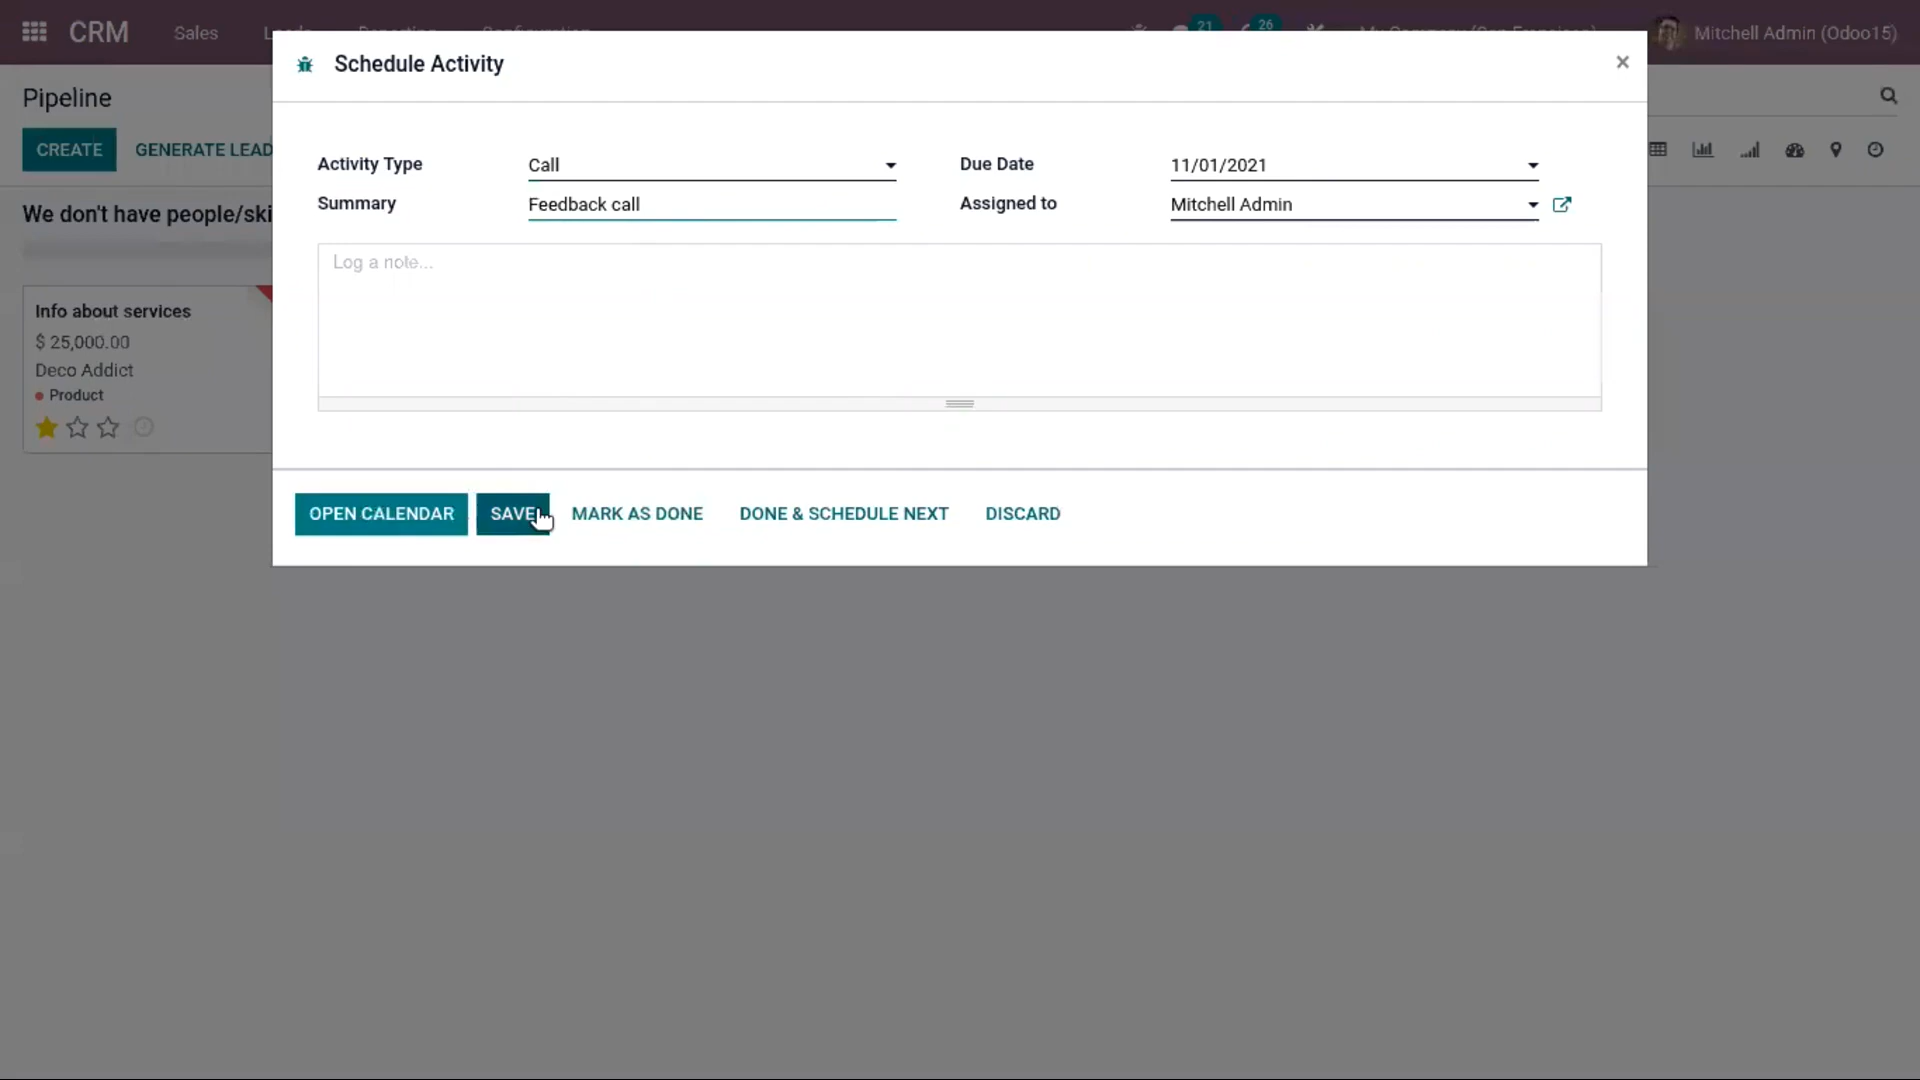 CRM Sales 21 26 Mitchell Admin (Odoo15)
Schedule Activity ×
Pipeline
CREATE GENERATE LEAD
Activity Type Call Due Date 11/01/2021
Summary Feedback call Assigned to Mitchell Admin
We don't have people/ski
Log a note...
Info about services
$ 25,000.00
Deco Addict
Product
OPEN CALENDAR SAVE MARK AS DONE DONE & SCHEDULE NEXT DISCARD